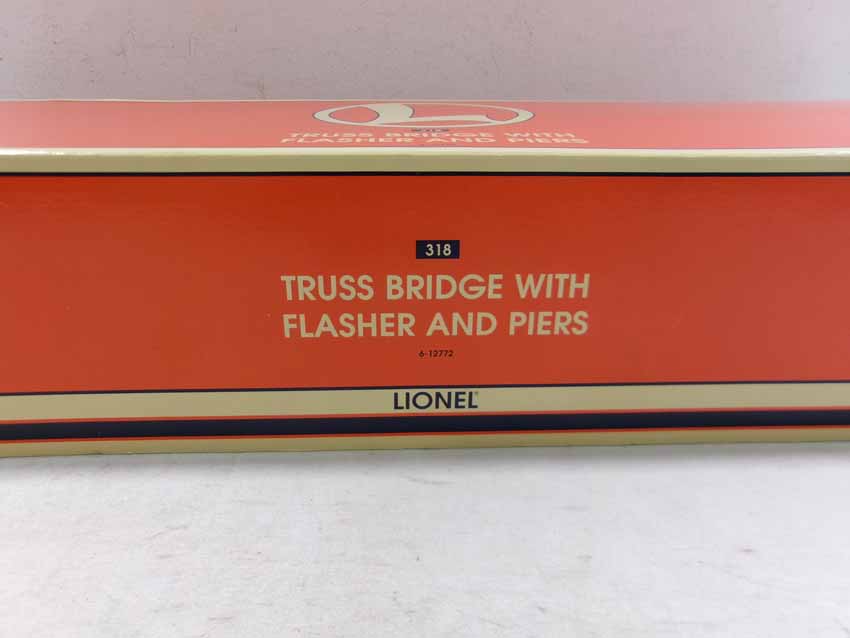 TRUSS BRIDGE WITH
FLASHER AND PIERS
318
TRUSS BRIDGE WITH
FLASHER AND PIERS
6-12772
LIONEL